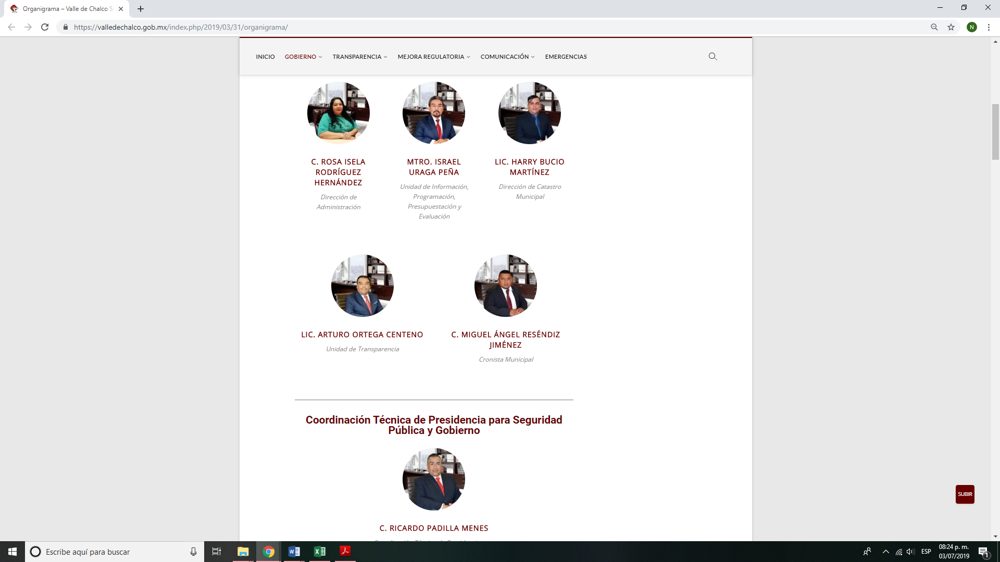 Organigrama – Valle de Chalco S
https://valledechalco.gob.mx/index.php/2019/03/31/organigrama/
N
INICIO GOBIERNO TRANSPARENCIA MEJORA REGULATORIA COMUNICACIÓN EMERGENCIAS
C. ROSA ISELA
RODRÍGUEZ
HERNÁNDEZ
Dirección de
Administración
MTRO. ISRAEL
URAGA PEÑA
Unidad de Información,
Programación,
Presupuestación y
Evaluación
LIC. HARRY BUCIO
MARTÍNEZ
Dirección de Catastro
Municipal
LIC. ARTURO ORTEGA CENTENO
Unidad de Transparencia
C. MIGUEL ÁNGEL RESÉNDIZ
JIMÉNEZ
Cronista Municipal
Coordinación Técnica de Presidencia para Seguridad
Pública y Gobierno
C. RICARDO PADILLA MENES
SUBIR
Escribe aquí para buscar
ESP
08:24 p. m.
03/07/2019
1